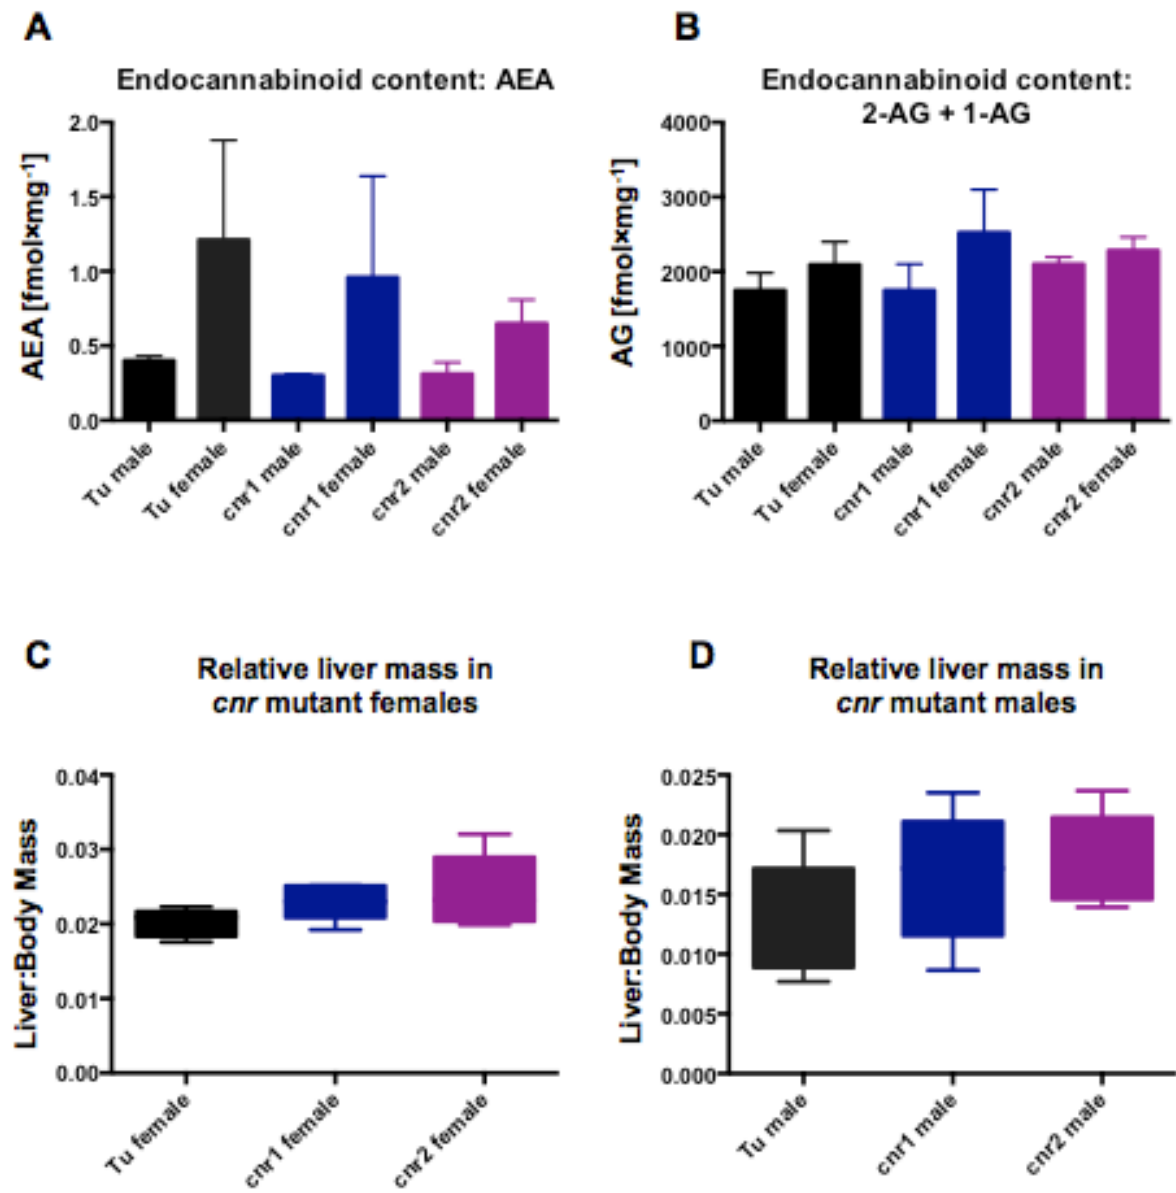 A
Endocannabinoid content: AEA
AEA [fmol×mg⁻¹]
2.0
1.5
1.0
0.5
0.0
Tu male
Tu female
cnr1 male
cnr1 female
cnr2 male
cnr2 female
B
Endocannabinoid content:
2-AG + 1-AG
AG [fmol×mg⁻¹]
4000
3000
2000
1000
0
Tu male
Tu female
cnr1 male
cnr1 female
cnr2 male
cnr2 female
C
Relative liver mass in
cnr mutant females
Liver:Body Mass
0.04
0.03
0.02
0.01
0.00
Tu female
cnr1 female
cnr2 female
D
Relative liver mass in
cnr mutant males
Liver:Body Mass
0.025
0.020
0.015
0.010
0.005
0.000
Tu male
cnr1 male
cnr2 male